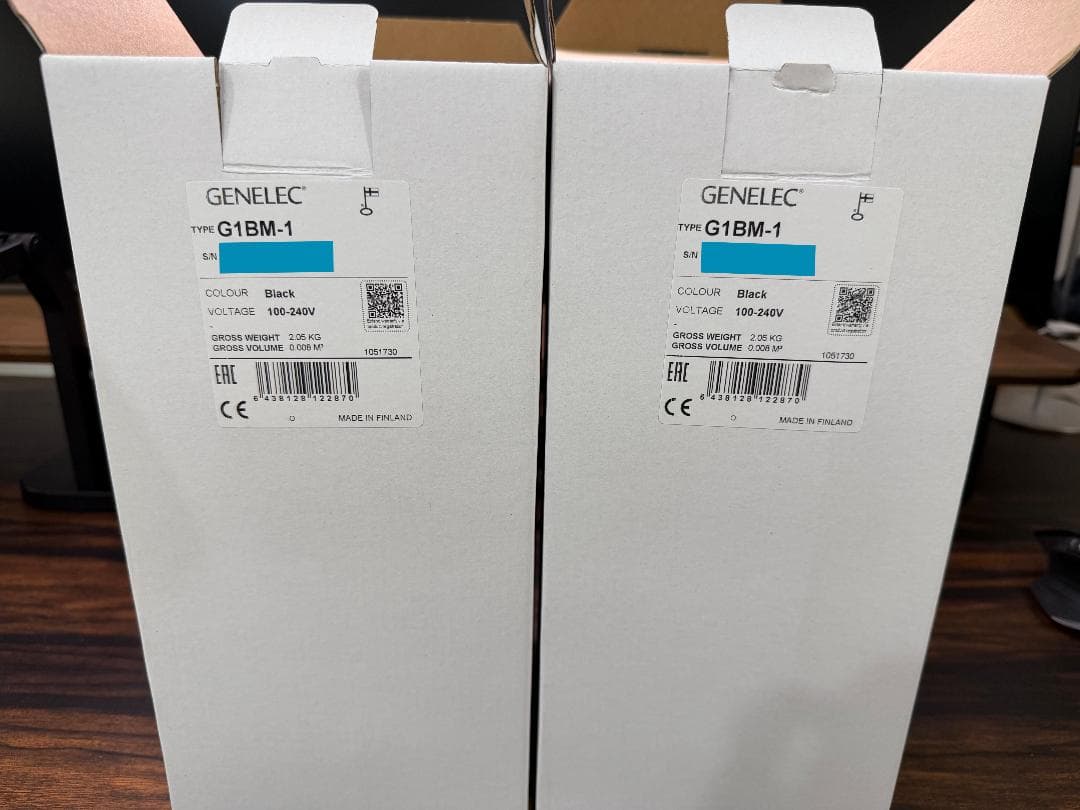 GENELEC®
TYPE G1BM-1
S/N
COLOUR Black
VOLTAGE 100-240V
-
GROSS WEIGHT 2.05 KG
GROSS VOLUME 0.008 M³
1051730
EAC
6 438128 122870
CE
MADE IN FINLAND
GENELEC®
TYPE G1BM-1
S/N
COLOUR Black
VOLTAGE 100-240V
-
GROSS WEIGHT 2.05 KG
GROSS VOLUME 0.008 M³
1051730
EAC
6 438128 122870
CE
MADE IN FINLAND